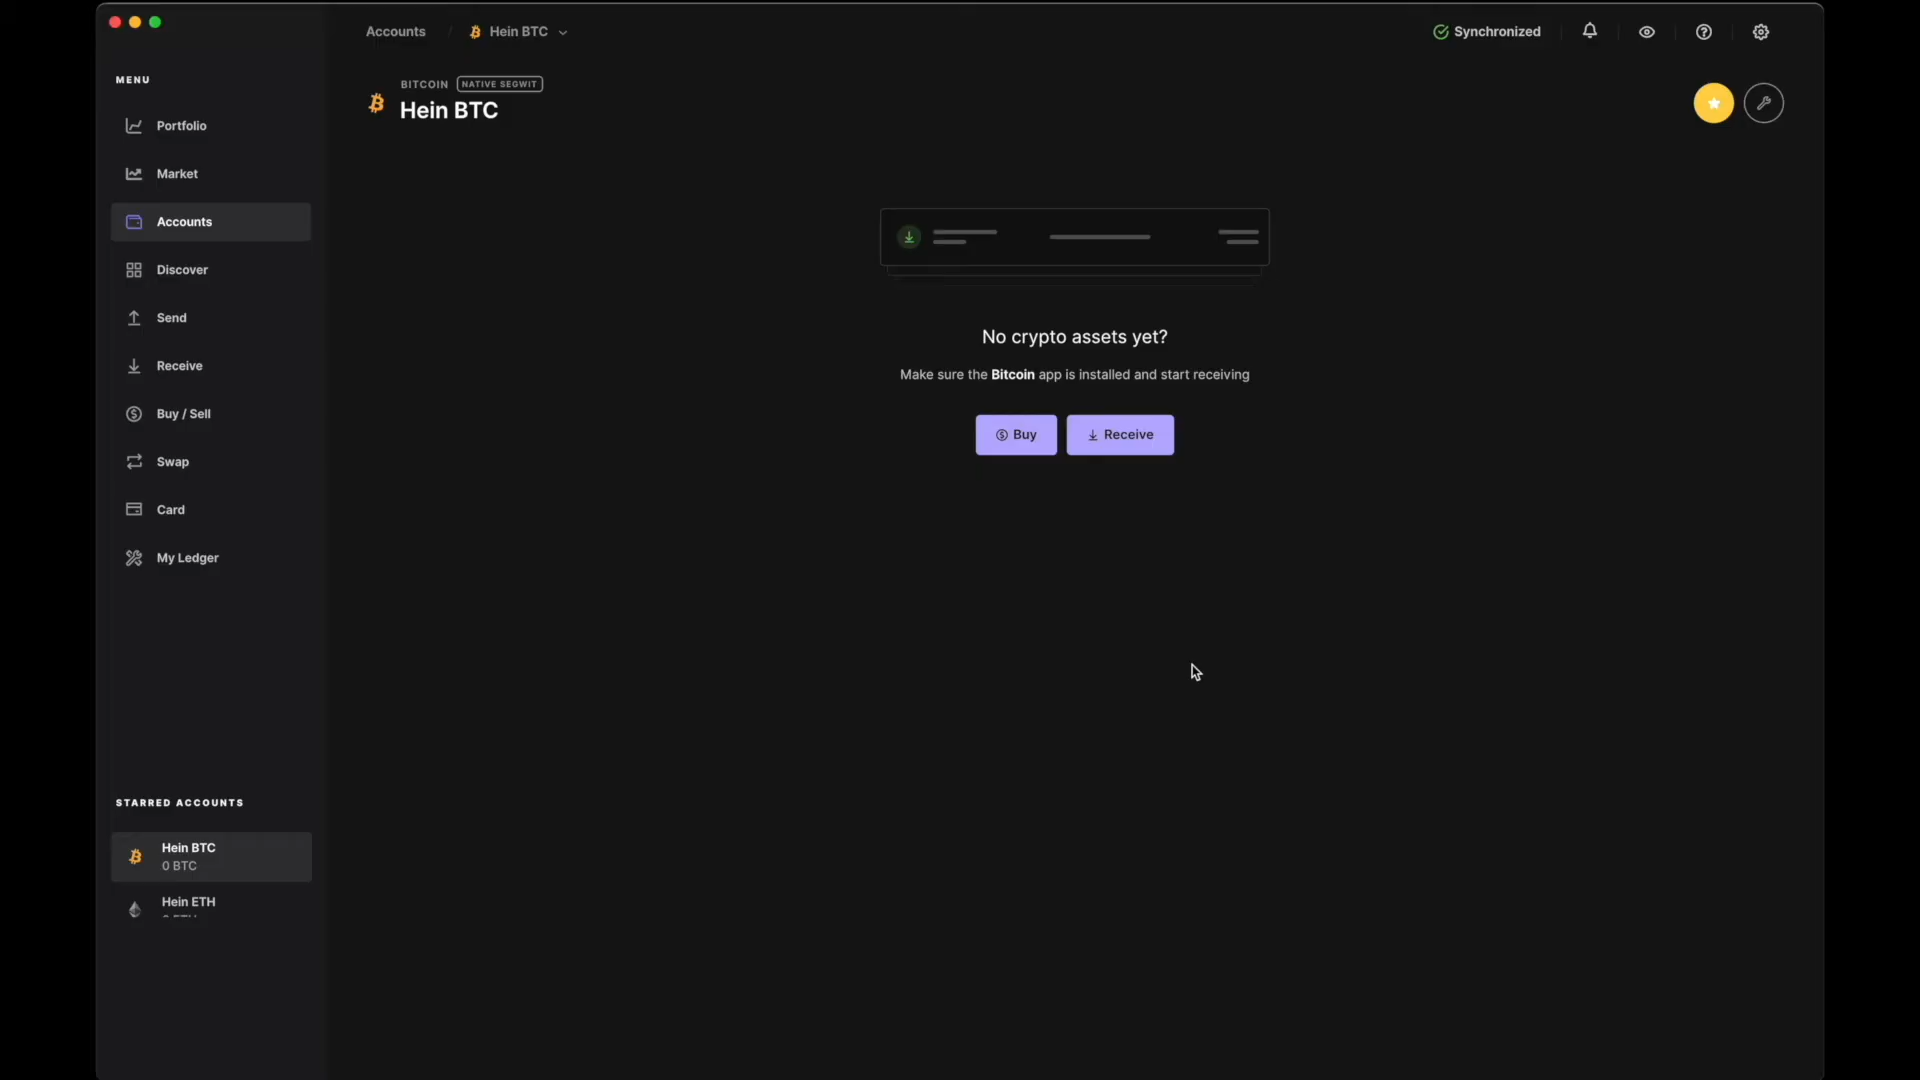 Accounts / Hein BTC
Synchronized
MENU
Portfolio
Market
Accounts
Discover
Send
Receive
Buy / Sell
Swap
Card
My Ledger
STARRED ACCOUNTS
Hein BTC
0 BTC
Hein ETH
BITCOIN NATIVE SEGWIT
Hein BTC
No crypto assets yet?
Make sure the Bitcoin app is installed and start receiving
Buy
Receive